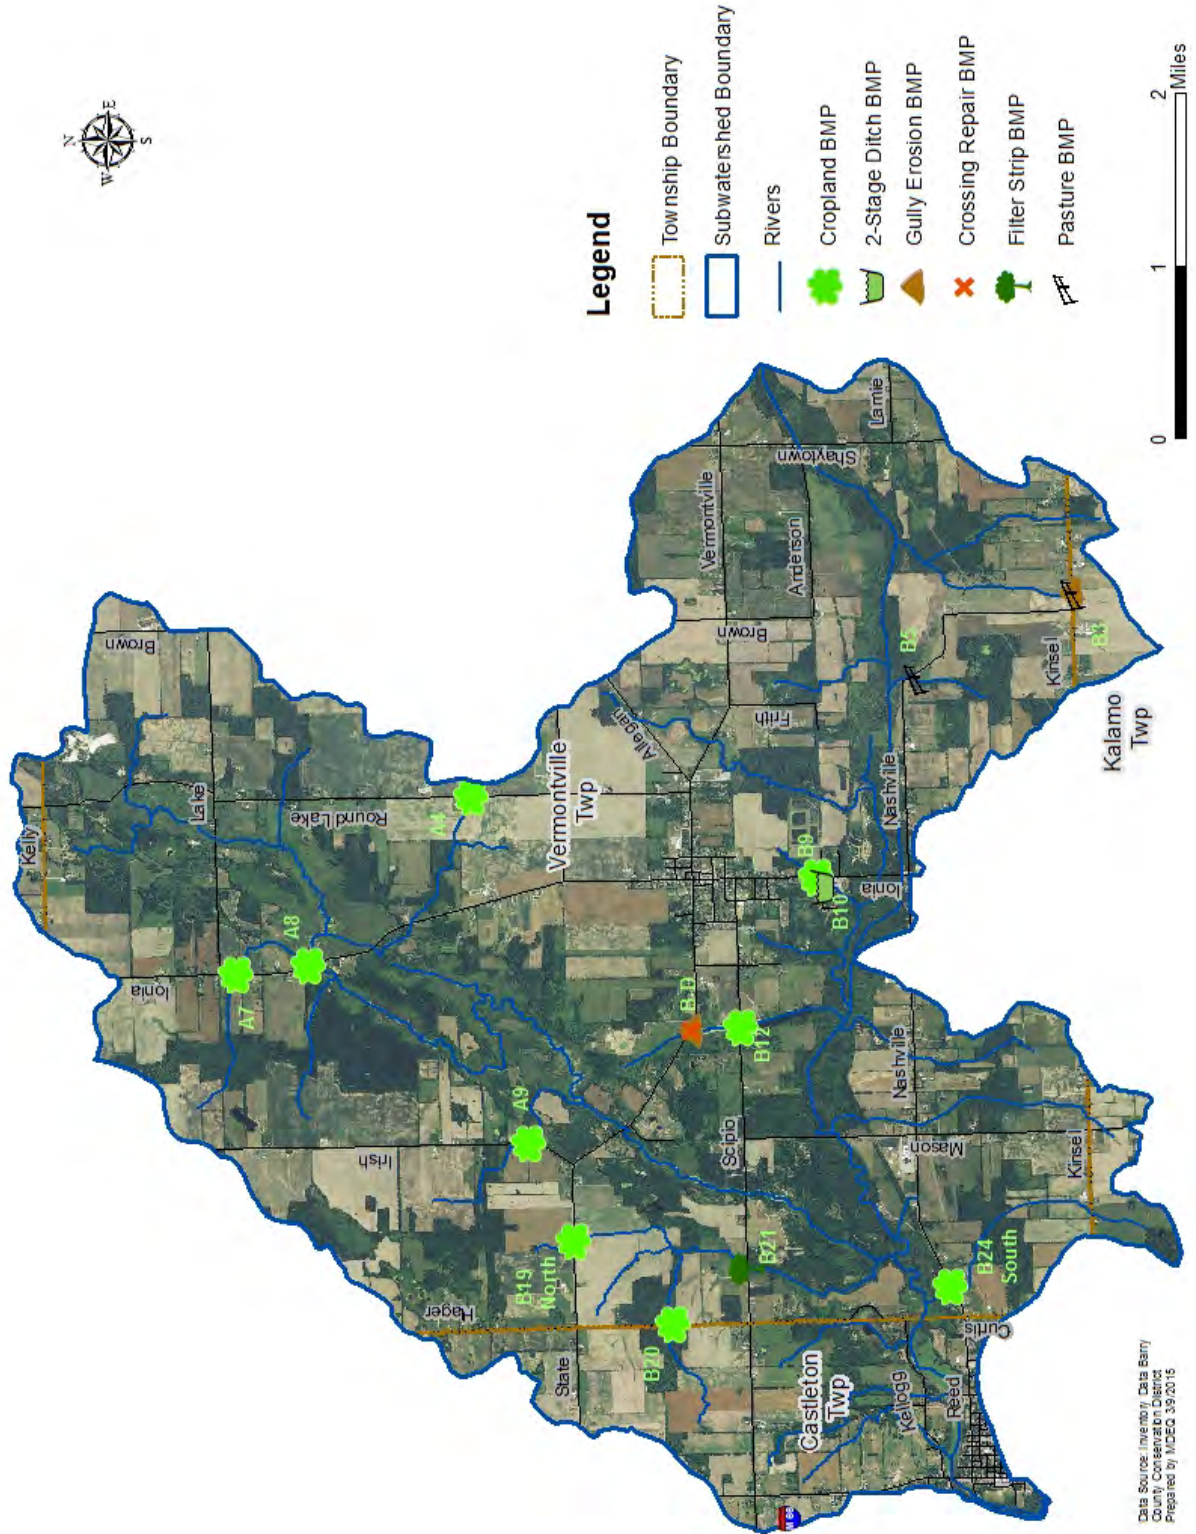 N
W
E
S
Legend
Township Boundary
Subwatershed Boundary
Rivers
Cropland BMP
2-Stage Ditch BMP
Gully Erosion BMP
Crossing Repair BMP
Filter Strip BMP
Pasture BMP
0
1
2
Miles
Kelly
Brown
Lake
Ionia
A7
A8
Round Lake
A4
Irish
A9
Hager
B19
North
State
Vermontville
Twp
Allegan
Vermontville
Brown
Anderson
Shaytown
Lamie
B-D
B12
Scipio
B20
B21
Frith
B9
B10
Ionia
Nashville
B5
Kinsel
B3
Kalamo
Twp
Nashville
Mason
Kinsel
B24
South
Castleton
Twp
Kellogg
Reed
Curtis
Data Source: Inventory Data Barry
County Conservation District
Prepared by MDEQ 3/9/2015